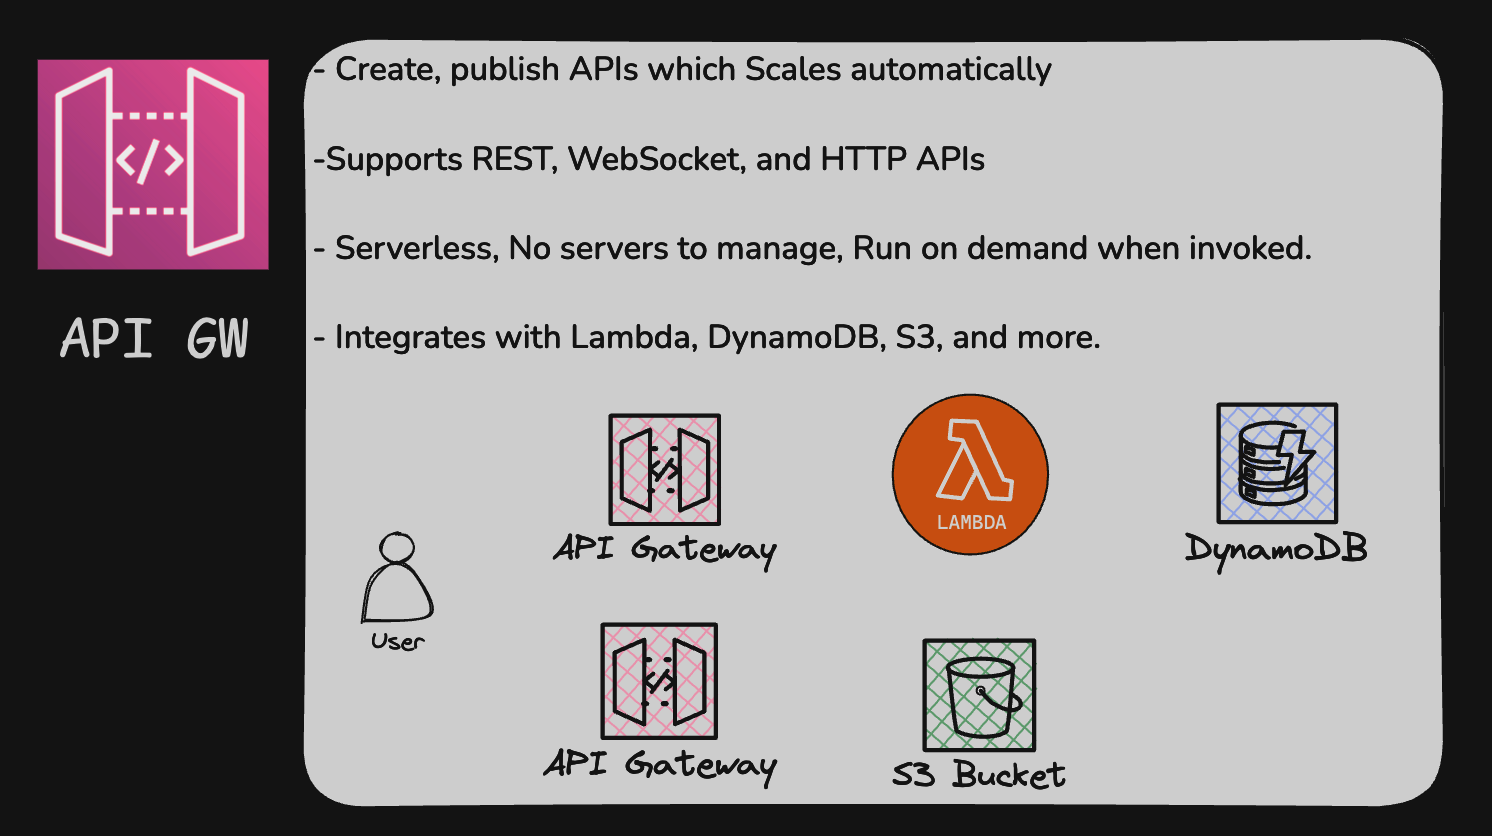 - Create, publish APIs which Scales automatically
-Supports REST, WebSocket, and HTTP APIs
- Serverless, No servers to manage, Run on demand when invoked.
API GW
- Integrates with Lambda, DynamoDB, S3, and more.
LAMBDA
API Gateway
DynamoDB
User
API Gateway
S3 Bucket